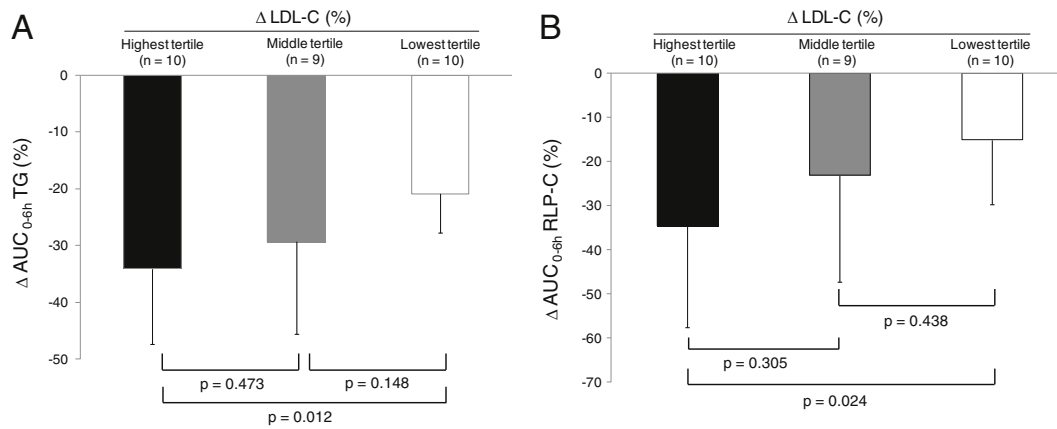 A
Δ LDL-C (%)
Highest tertile
(n = 10)
Middle tertile
(n = 9)
Lowest tertile
(n = 10)
0
-10
-20
-30
-40
-50
Δ AUC0-6h TG (%)
p = 0.473
p = 0.148
p = 0.012
B
Δ LDL-C (%)
Highest tertile
(n = 10)
Middle tertile
(n = 9)
Lowest tertile
(n = 10)
0
-10
-20
-30
-40
-50
-60
-70
Δ AUC0-6h RLP-C (%)
p = 0.438
p = 0.305
p = 0.024